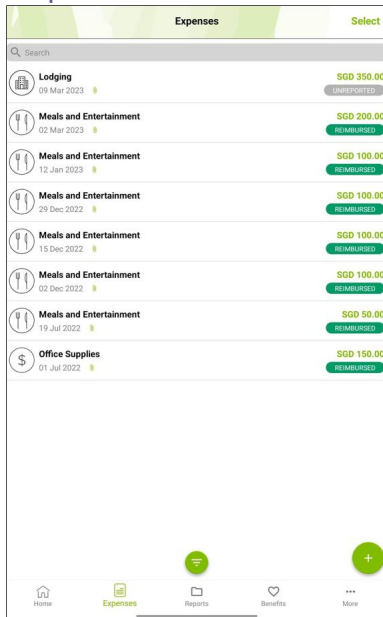 Expenses
Select
Search
Lodging
SGD 350.00
09 Mar 2023
UNREPORTED
Meals and Entertainment
SGD 200.00
02 Mar 2023
REIMBURSED
Meals and Entertainment
SGD 100.00
12 Jan 2023
REIMBURSED
Meals and Entertainment
SGD 100.00
29 Dec 2022
REIMBURSED
Meals and Entertainment
SGD 100.00
15 Dec 2022
REIMBURSED
Meals and Entertainment
SGD 100.00
02 Dec 2022
REIMBURSED
Meals and Entertainment
SGD 50.00
19 Jul 2022
REIMBURSED
$
Office Supplies
SGD 150.00
01 Jul 2022
REIMBURSED
+
Home
Expenses
Reports
Benefits
More